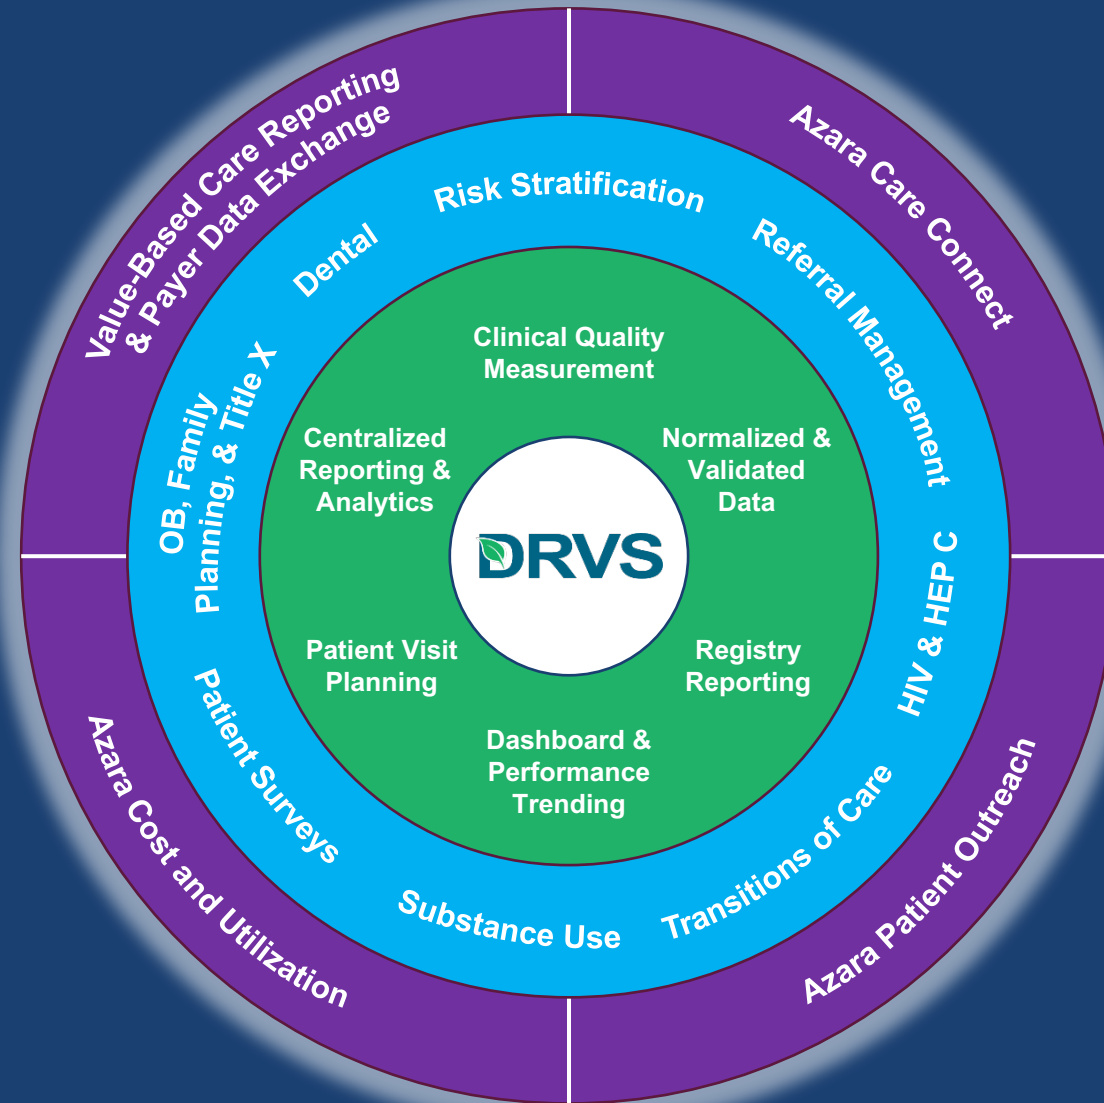 Value-Based Care Reporting
& Payer Data Exchange
Azara Care Connect
Azara Patient Outreach
Azara Cost and Utilization
Risk Stratification
Referral Management
HIV & HEP C
Transitions of Care
Substance Use
Patient Surveys
OB, Family
Planning, & Title X
Dental
Clinical Quality
Measurement
Normalized &
Validated
Data
Registry
Reporting
Dashboard &
Performance
Trending
Patient Visit
Planning
Centralized
Reporting &
Analytics
DRVS